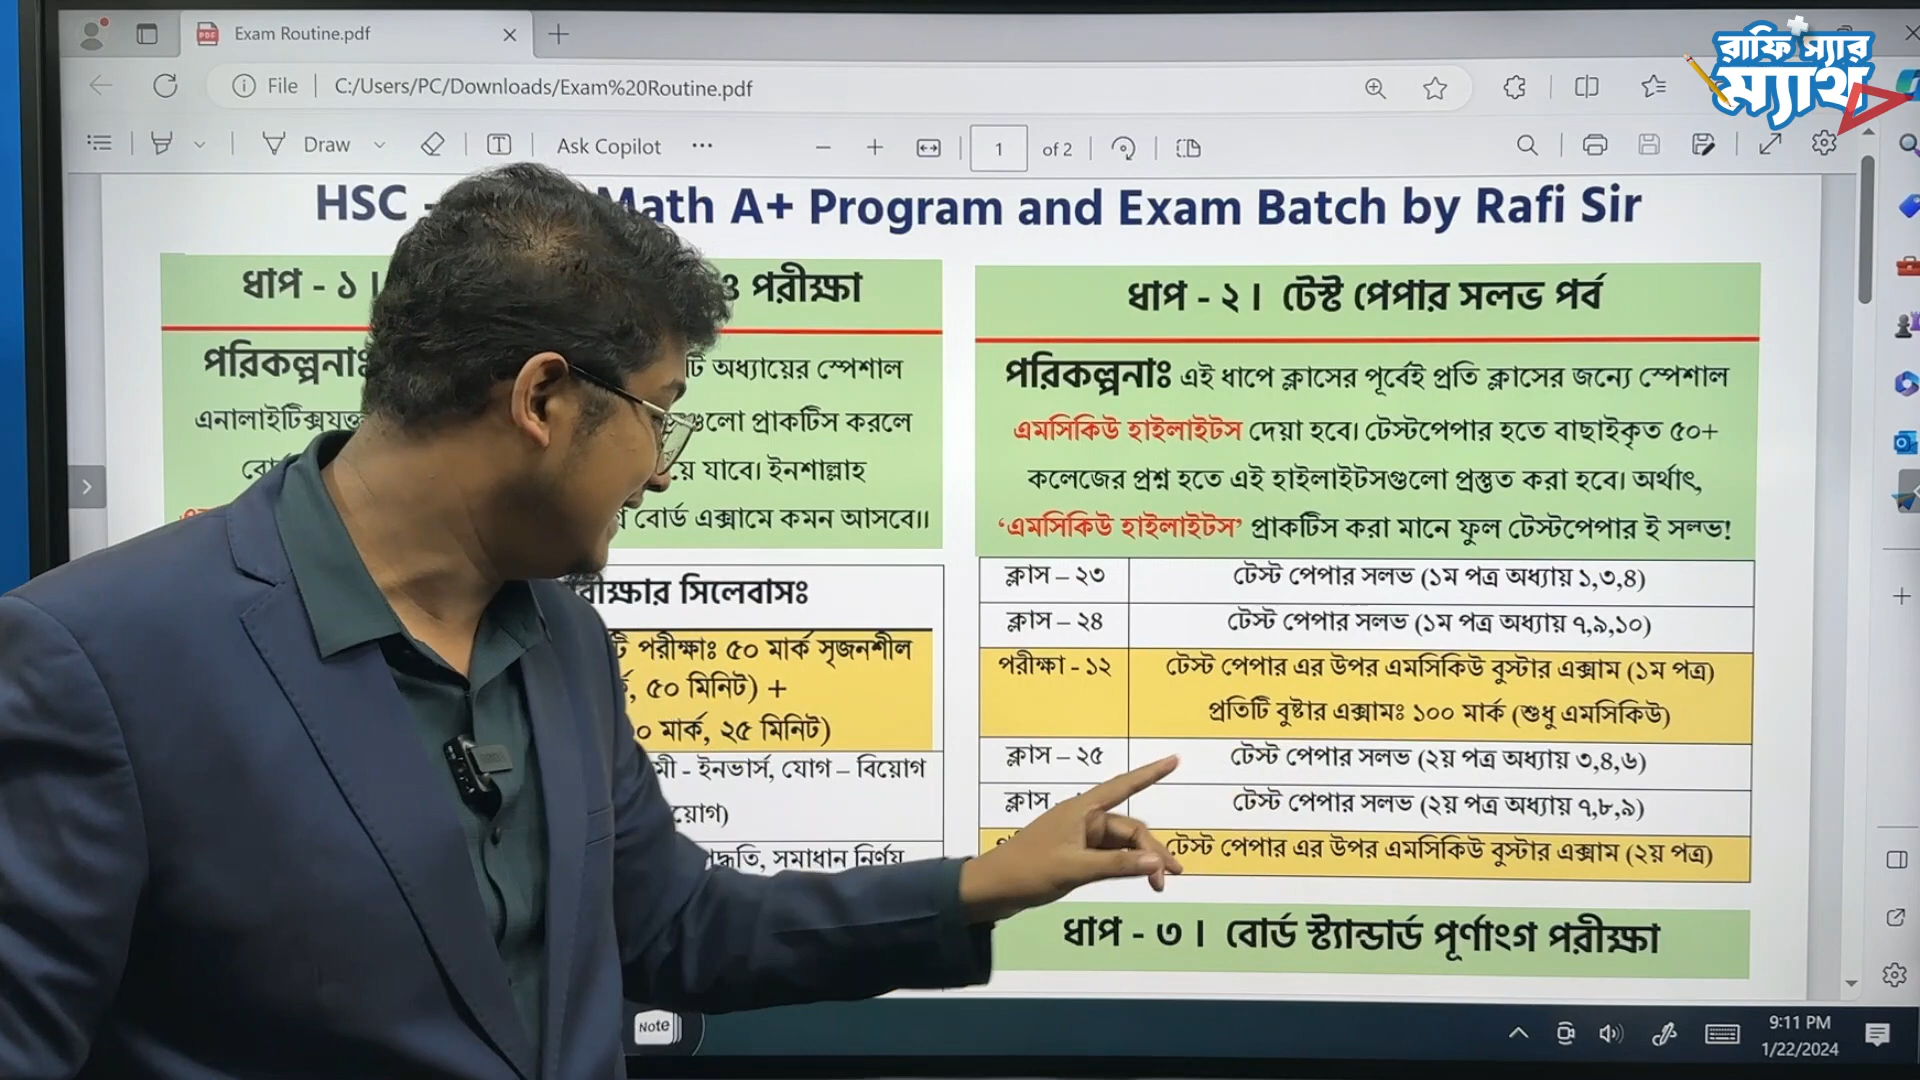 Exam Routine.pdf
File
C:/Users/PC/Downloads/Exam%20Routine.pdf
রাফি স্যার
ম্যাথ
Draw
Ask Copilot
1
of 2
HSC - Math A+ Program and Exam Batch by Rafi Sir
ধাপ - ১। পরীক্ষা
পরিকল্পনাঃ অধ্যায়ের স্পেশাল
প্রাকটিস করলে
যাবে। ইনশাল্লাহ
বোর্ড এক্সামে কমন আসবে॥
সিলেবাসঃ
পরীক্ষাঃ ৫০ মার্ক সৃজনশীল
৫০ মিনিট) +
মার্ক, ২৫ মিনিট)
- ইনভার্স, যোগ – বিয়োগ
সমাধান নির্ণয়
ধাপ - ২। টেস্ট পেপার সলভ পর্ব
পরিকল্পনাঃ এই ধাপে ক্লাসের পূর্বেই প্রতি ক্লাসের জন্যে স্পেশাল
এমসিকিউ হাইলাইটস দেয়া হবে। টেস্টপেপার হতে বাছাইকৃত ৫০+
কলেজের প্রশ্ন হতে এই হাইলাইটসগুলো প্রস্তুত করা হবে। অর্থাৎ,
‘এমসিকিউ হাইলাইটস’ প্রাকটিস করা মানে ফুল টেস্টপেপার ই সলভ!
ক্লাস – ২৩ টেস্ট পেপার সলভ (১ম পত্র অধ্যায় ১,৩,৪)
ক্লাস – ২৪ টেস্ট পেপার সলভ (১ম পত্র অধ্যায় ৭,৯,১০)
পরীক্ষা - ১২ টেস্ট পেপার এর উপর এমসিকিউ বুস্টার এক্সাম (১ম পত্র)
প্রতিটি বুষ্টার এক্সামঃ ১০০ মার্ক (শুধু এমসিকিউ)
ক্লাস – ২৫ টেস্ট পেপার সলভ (২য় পত্র অধ্যায় ৩,৪,৬)
ক্লাস টেস্ট পেপার সলভ (২য় পত্র অধ্যায় ৭,৮,৯)
টেস্ট পেপার এর উপর এমসিকিউ বুস্টার এক্সাম (২য় পত্র)
ধাপ - ৩। বোর্ড স্ট্যান্ডার্ড পূর্ণাংগ পরীক্ষা
Note
9:11 PM
1/22/2024